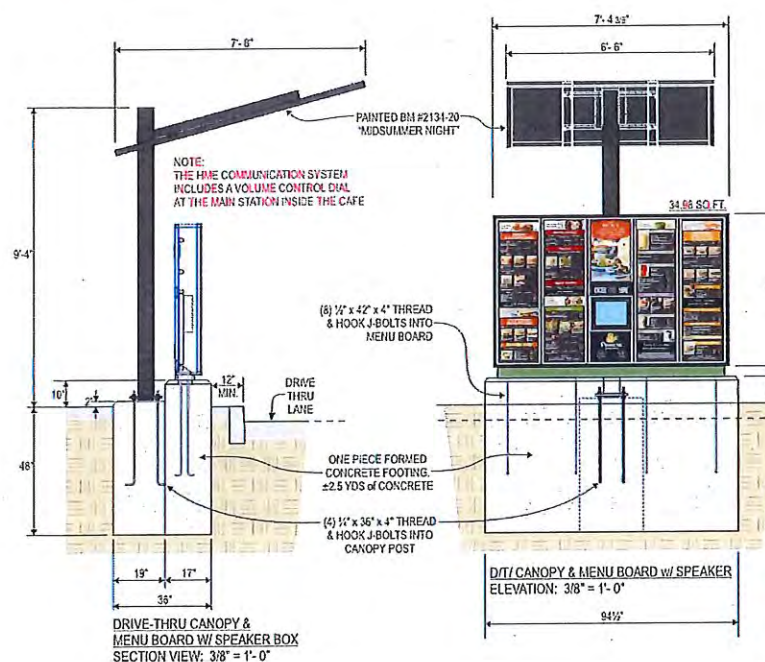 7'- 8"
7'- 4 3/8"
6'- 6"
PAINTED BM #2134-20
"MIDSUMMER NIGHT"
NOTE:
THE HME COMMUNICATION SYSTEM
INCLUDES A VOLUME CONTROL DIAL
AT THE MAIN STATION INSIDE THE CAFE
34.98 SQ.FT.
9'-4"
(8) ½" x 42" x 4" THREAD
& HOOK J-BOLTS INTO
MENU BOARD
10"
2"
12"
MIN.
DRIVE
THRU
LANE
48"
ONE PIECE FORMED
CONCRETE FOOTING.
±2.5 YDS of CONCRETE
(4) ¾" x 36" x 4" THREAD
& HOOK J-BOLTS INTO
CANOPY POST
19"
17"
36"
D/T/ CANOPY & MENU BOARD w/ SPEAKER
ELEVATION: 3/8" = 1'- 0"
94½"
DRIVE-THRU CANOPY &
MENU BOARD W/ SPEAKER BOX
SECTION VIEW: 3/8" = 1'- 0"